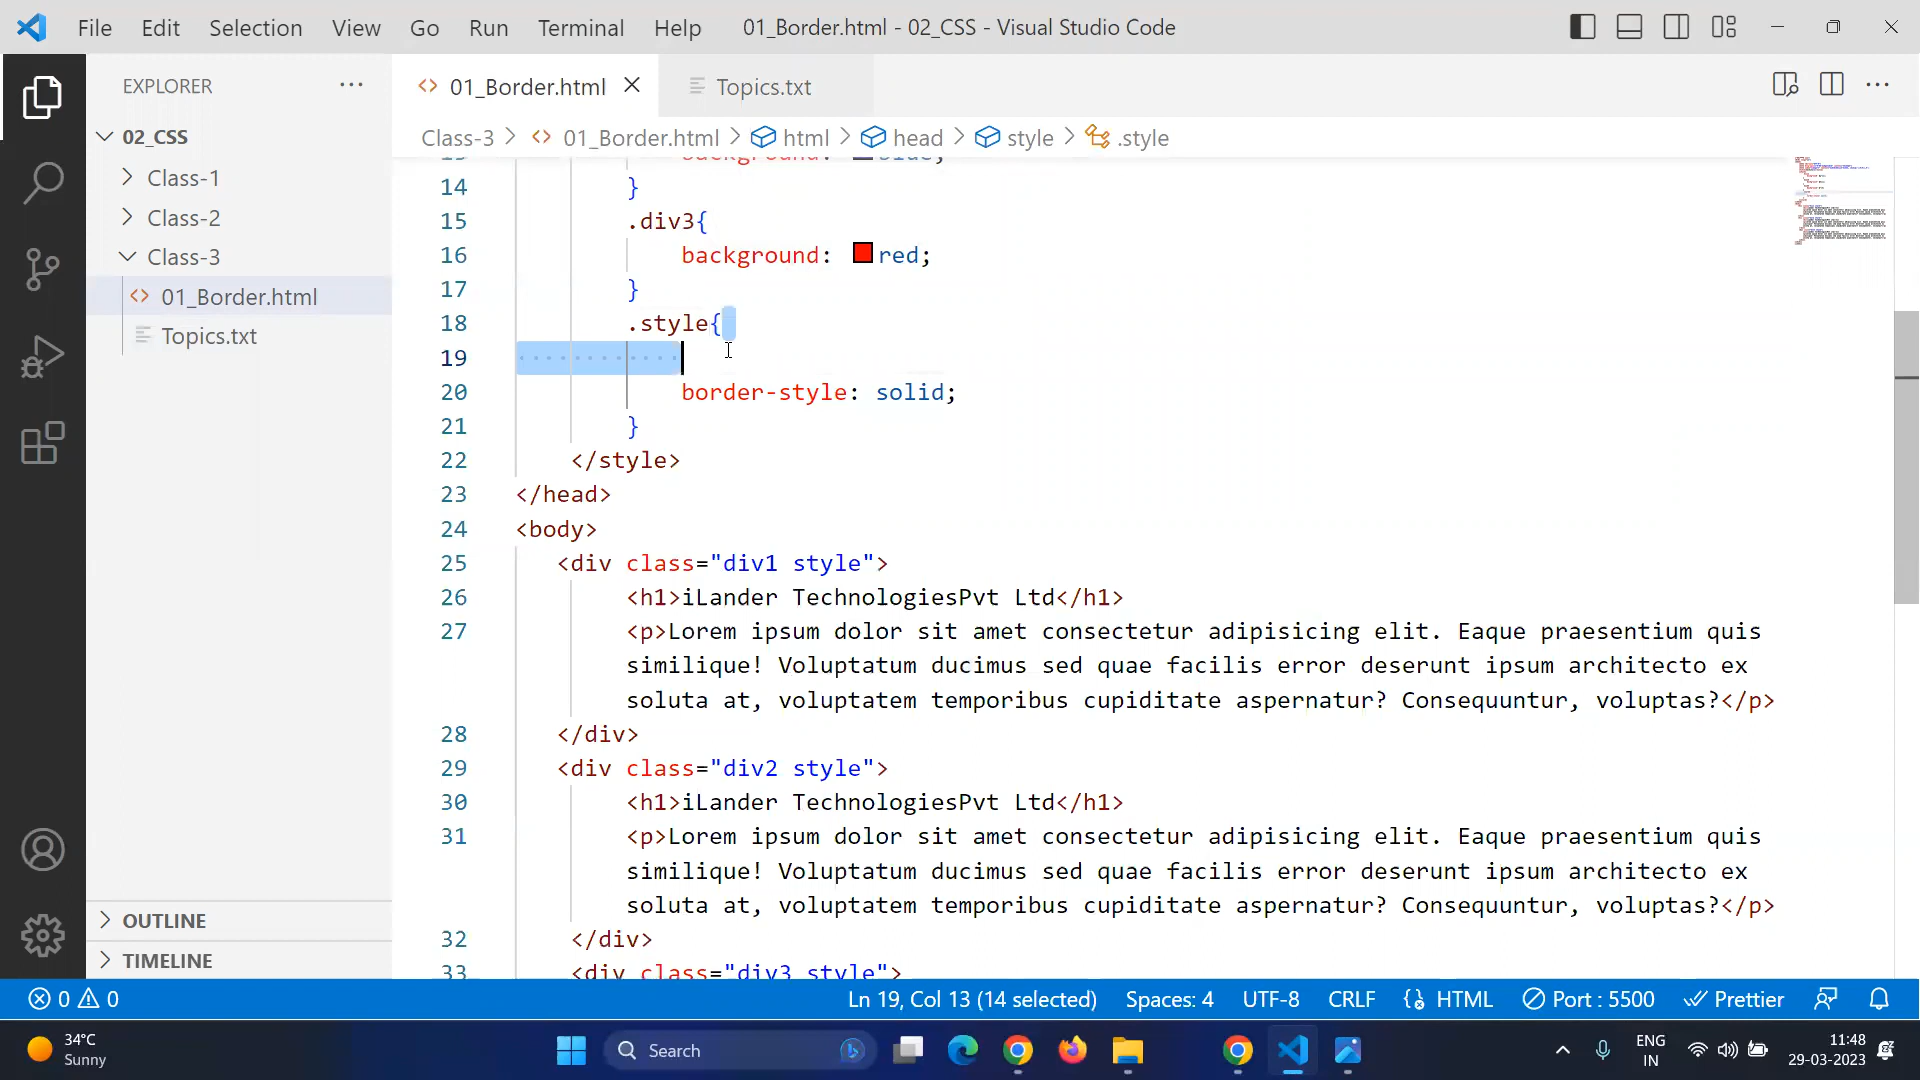 File Edit Selection View Go Run Terminal Help 01_Border.html - 02_CSS - Visual Studio Code
EXPLORER
02_CSS
Class-1
Class-2
Class-3
01_Border.html
Topics.txt
OUTLINE
TIMELINE
01_Border.html Topics.txt
Class-3 > 01_Border.html > html > head > style > .style
14 }
15 .div3{
16 background: red;
17 }
18 .style{
19
20 border-style: solid;
21 }
22 </style>
23 </head>
24 <body>
25 <div class="div1 style">
26 <h1>iLander TechnologiesPvt Ltd</h1>
27 <p>Lorem ipsum dolor sit amet consectetur adipisicing elit. Eaque praesentium quis
similique! Voluptatum ducimus sed quae facilis error deserunt ipsum architecto ex
soluta at, voluptatem temporibus cupiditate aspernatur? Consequuntur, voluptas?</p>
28 </div>
29 <div class="div2 style">
30 <h1>iLander TechnologiesPvt Ltd</h1>
31 <p>Lorem ipsum dolor sit amet consectetur adipisicing elit. Eaque praesentium quis
similique! Voluptatum ducimus sed quae facilis error deserunt ipsum architecto ex
soluta at, voluptatem temporibus cupiditate aspernatur? Consequuntur, voluptas?</p>
32 </div>
33 <div class="div3 style">
0 0 Ln 19, Col 13 (14 selected) Spaces: 4 UTF-8 CRLF HTML Port : 5500 Prettier
34°C
Sunny
Search
ENG
IN
11:48
29-03-2023